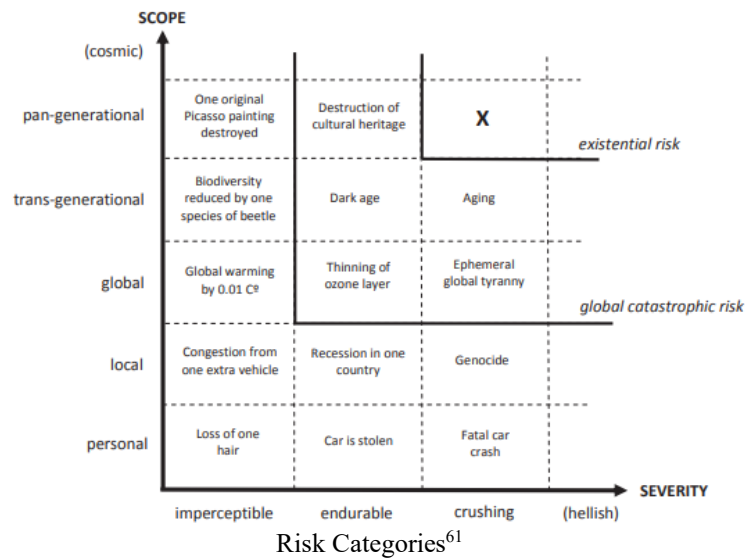 SCOPE
(cosmic)
pan-generational
One original
Picasso painting
destroyed
Destruction of
cultural heritage
X
existential risk
trans-generational
Biodiversity
reduced by one
species of beetle
Dark age
Aging
global
Global warming
by 0.01 Cº
Thinning of
ozone layer
Ephemeral
global tyranny
global catastrophic risk
local
Congestion from
one extra vehicle
Recession in one
country
Genocide
personal
Loss of one
hair
Car is stolen
Fatal car
crash
SEVERITY
imperceptible
endurable
crushing
(hellish)
Risk Categories61